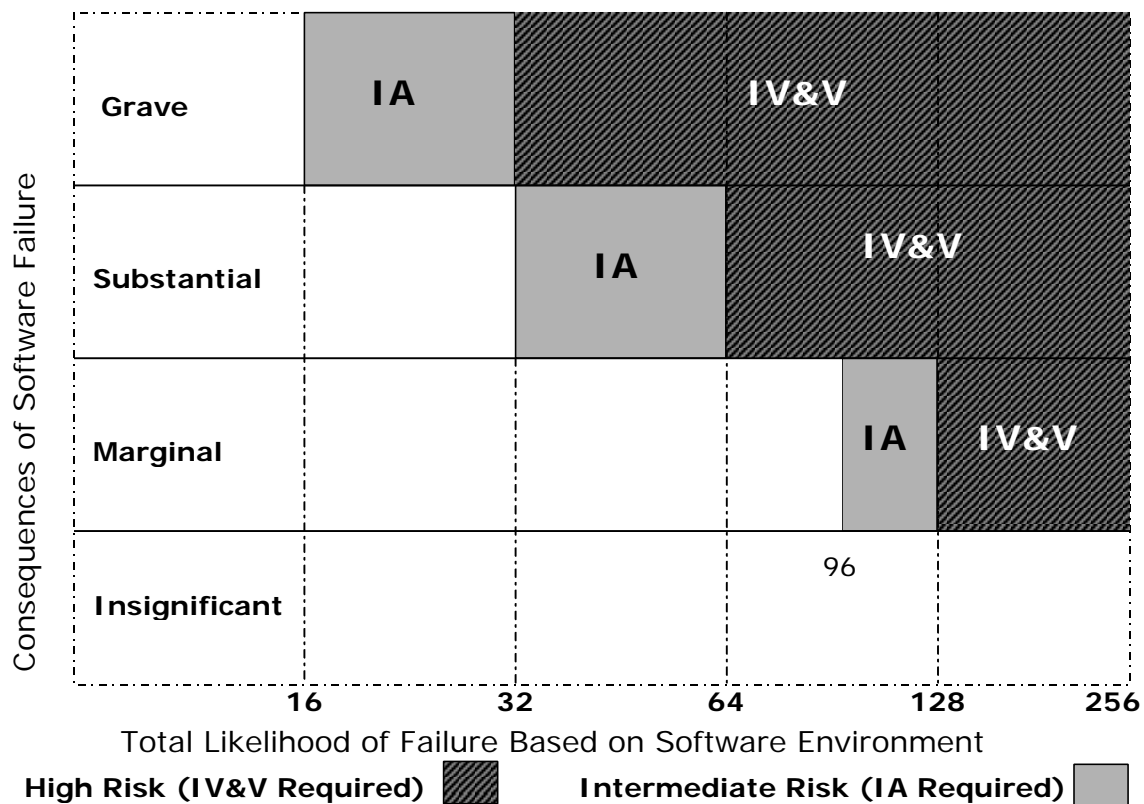 Consequences of Software Failure
Grave
IA
IV&V
Substantial
IA
IV&V
Marginal
IA
IV&V
96
Insignificant
16 32 64 128 256
Total Likelihood of Failure Based on Software Environment
High Risk (IV&V Required) Intermediate Risk (IA Required)